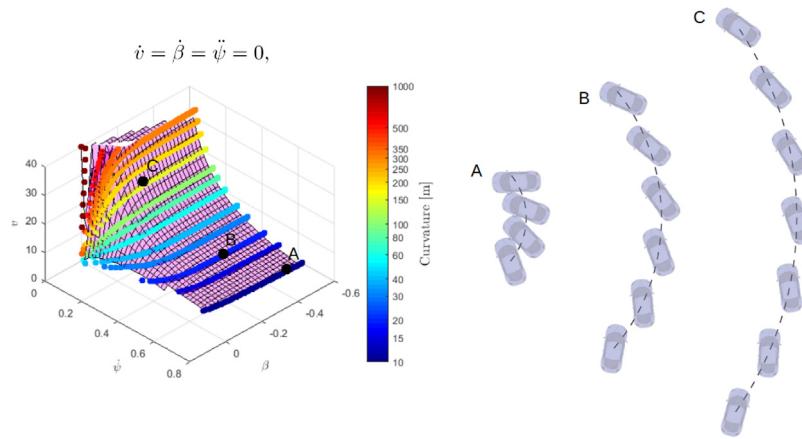 v̇ = β̇ = ψ̈ = 0,
40
30
20
10
0
v
0
0.2
0.4
0.6
0.8
ψ̇
0
-0.2
-0.4
-0.6
β
C
B
A
1000
500
350
300
250
200
140
100
80
60
40
30
20
15
10
Curvature [m]
A
B
C